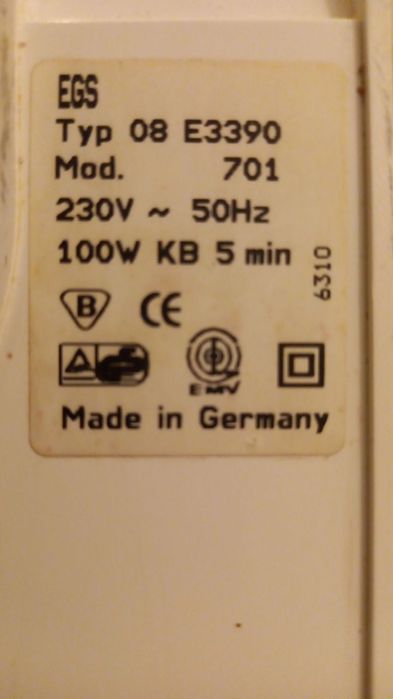 EGS
Typ 08 E3390
Mod. 701
230V ~ 50Hz
100W KB 5 min
6310
B CE
EMV
Made in Germany